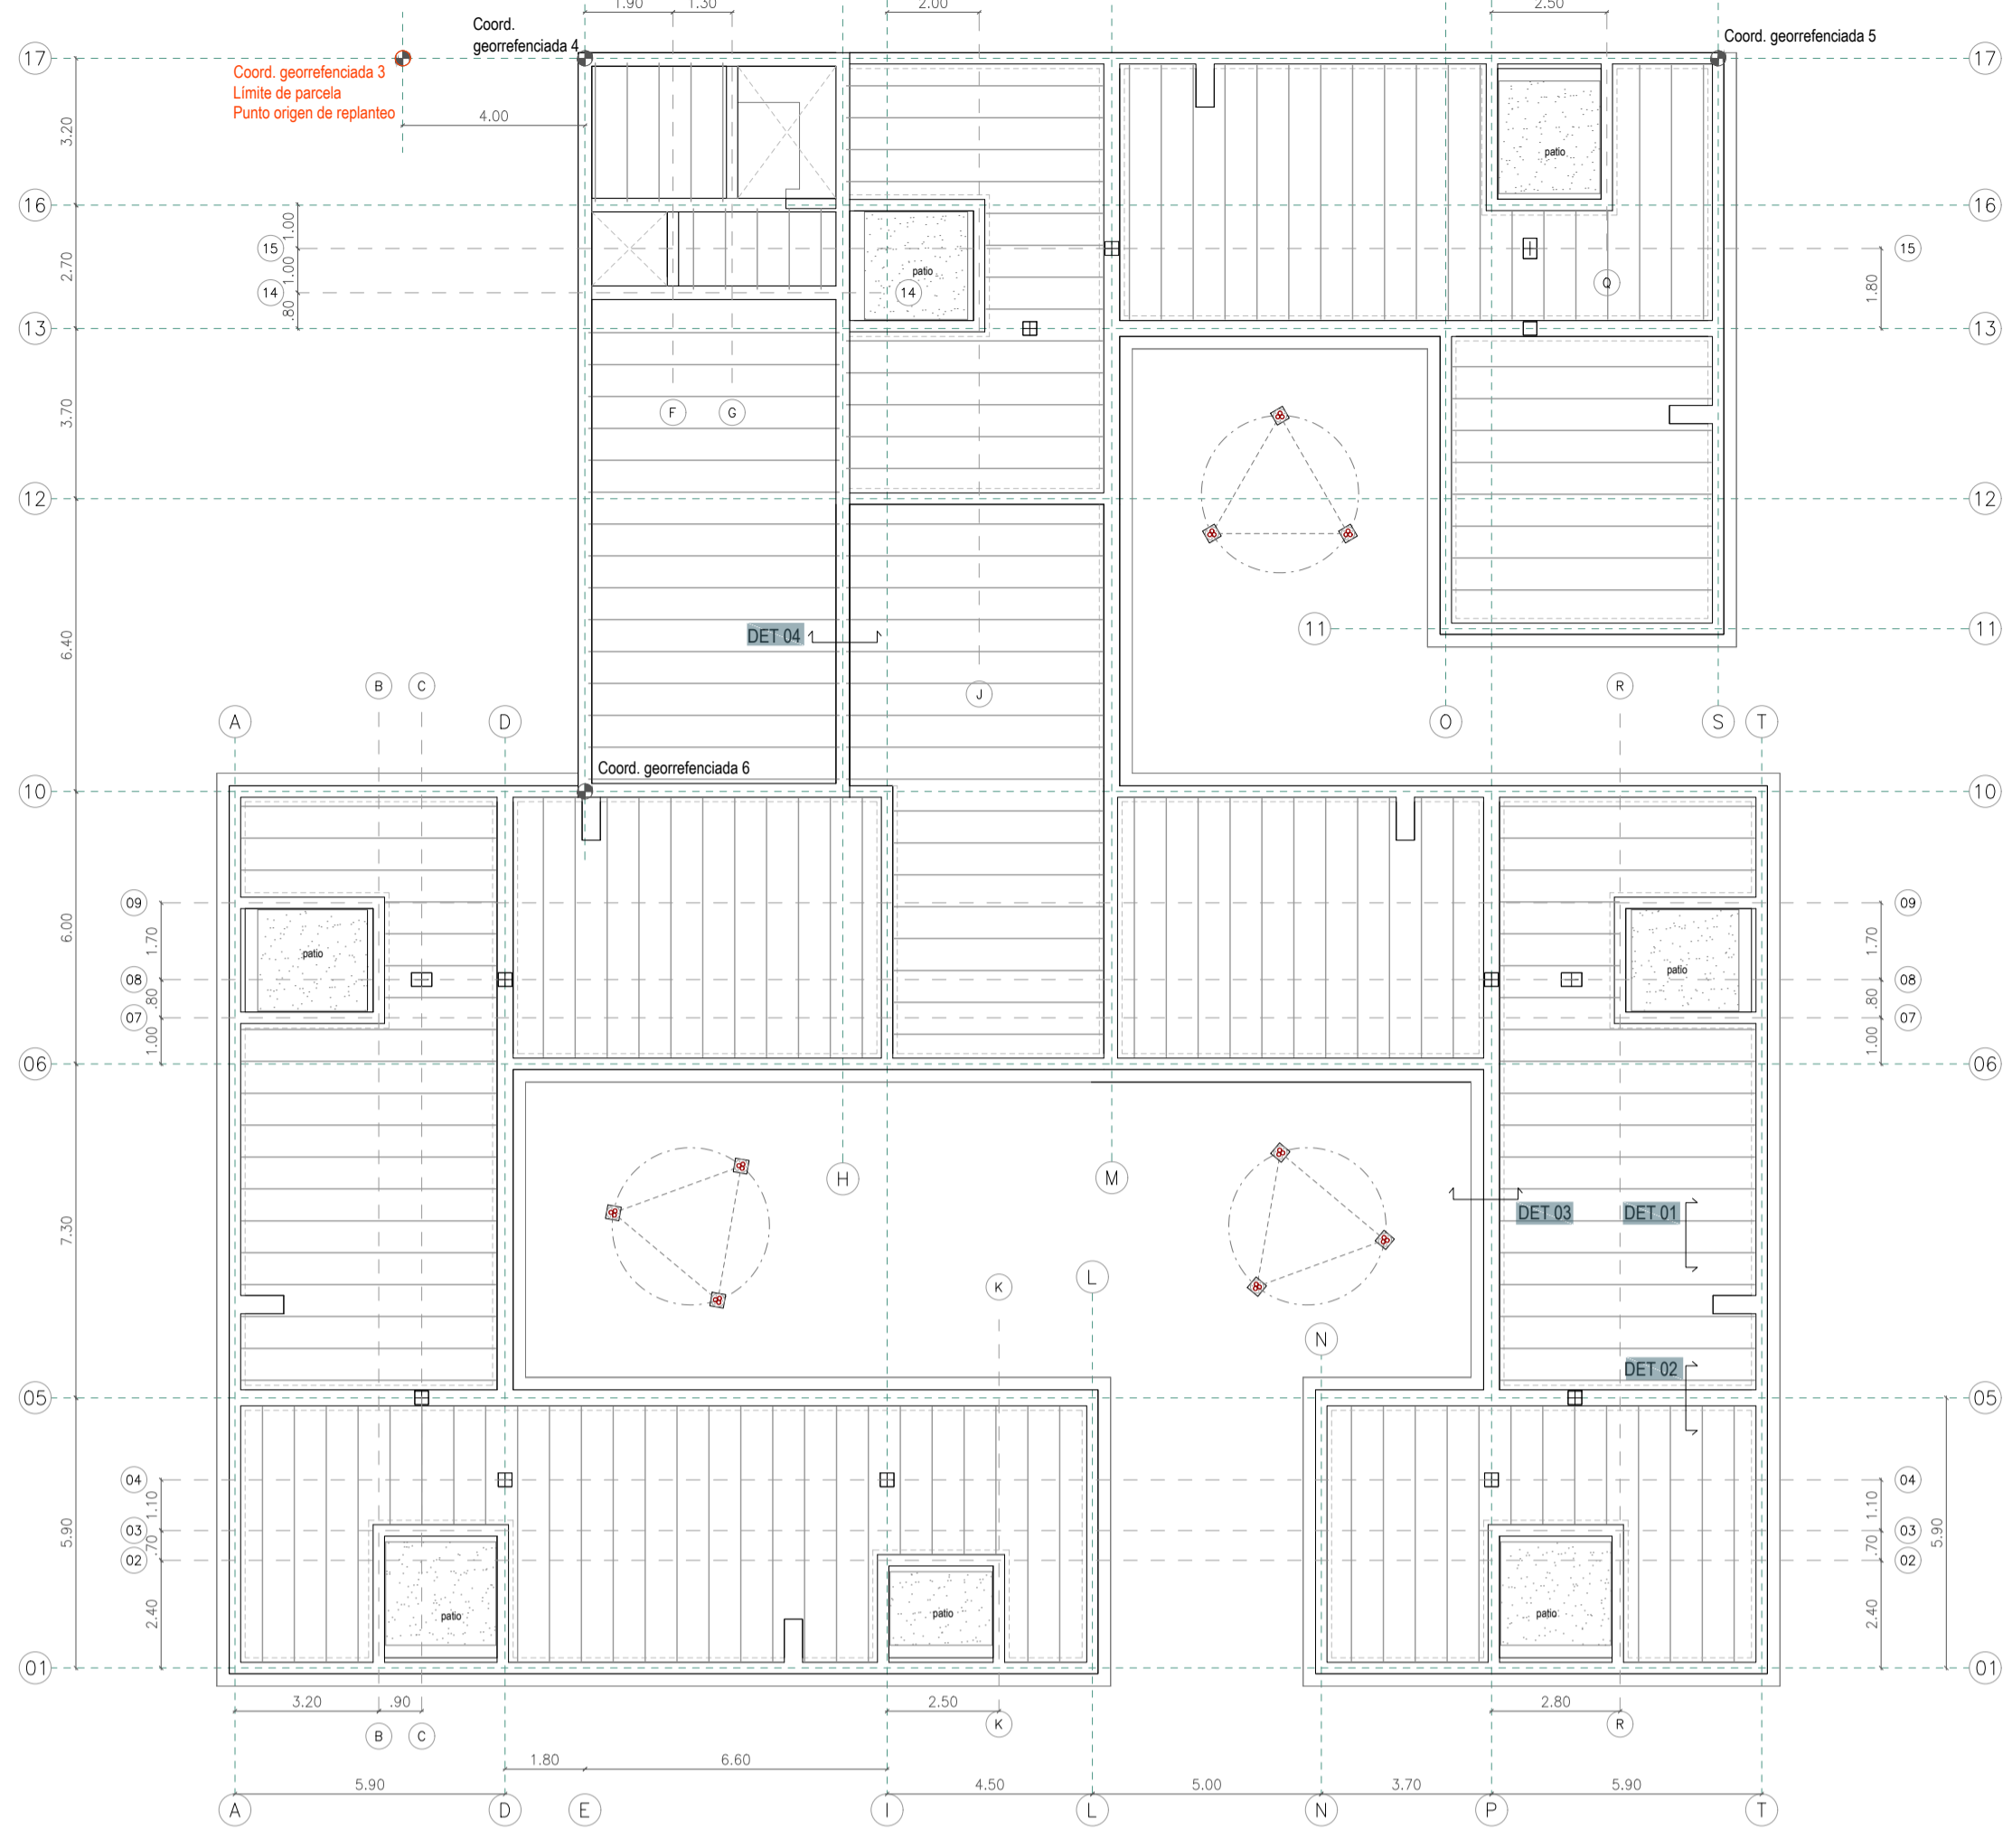 1.90
1.30
2.00
2.50
Coord.
georrefenciada 4
Coord. georrefenciada 5
17
17
Coord. georrefenciada 3
Límite de parcela
Punto origen de replanteo
4.00
3.20
patio
16
16
1.00
15
15
2.70
1.00
patio
14
14
Q
1.80
.80
13
13
3.70
F
G
12
12
11
11
DET 04
6.40
B
C
J
R
A
D
O
S
T
Coord. georrefenciada 6
10
10
09
09
6.00
1.70
patio
patio
1.70
08
08
.80
.80
07
07
1.00
1.00
06
06
H
M
DET 03
DET 01
7.30
L
K
N
DET 02
05
05
04
04
1.10
1.10
5.90
5.90
03
03
.70
.70
02
02
2.40
patio
patio
patio
2.40
01
01
3.20
.90
2.50
2.80
B
C
K
R
1.80
6.60
5.90
4.50
5.00
3.70
5.90
A
D
E
I
L
N
P
T